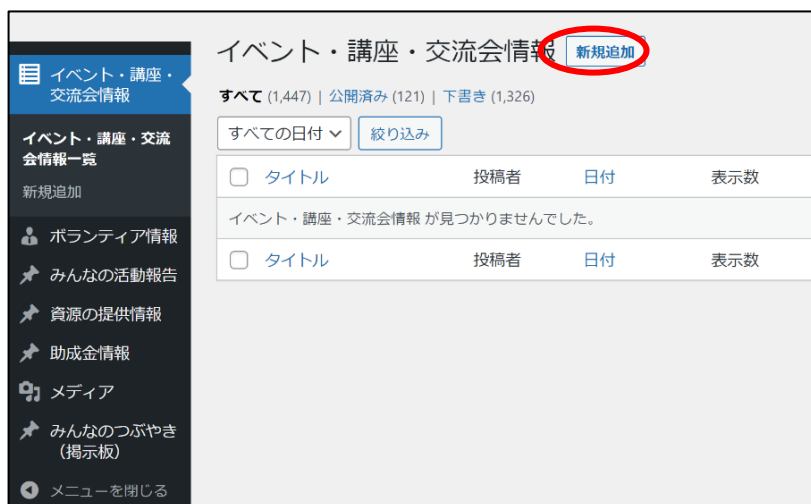 イベント・講座・交流会情報 新規追加
すべて (1,447) | 公開済み (121) | 下書き (1,326)
すべての日付 絞り込み
タイトル 投稿者 日付 表示数
イベント・講座・交流会情報 が見つかりませんでした。
タイトル 投稿者 日付 表示数
イベント・講座・
交流会情報
イベント・講座・交流
会情報一覧
新規追加
ボランティア情報
みんなの活動報告
資源の提供情報
助成金情報
メディア
みんなのつぶやき
（掲示板）
メニューを閉じる